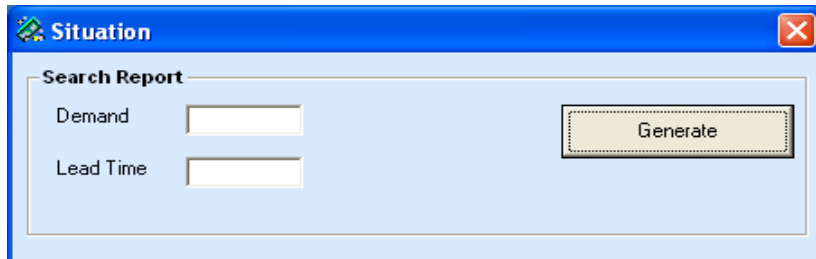 Situation
Search Report
Demand
Generate
Lead Time